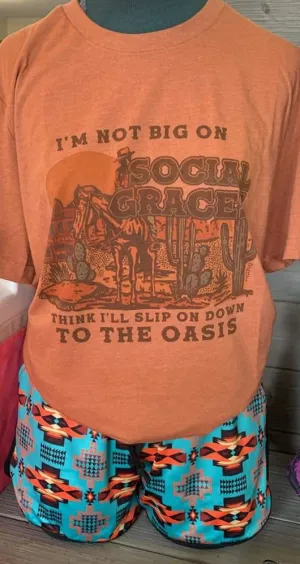 I'M NOT BIG ON
SOCIAL
GRACES
THINK I'LL SLIP ON DOWN
TO THE OASIS